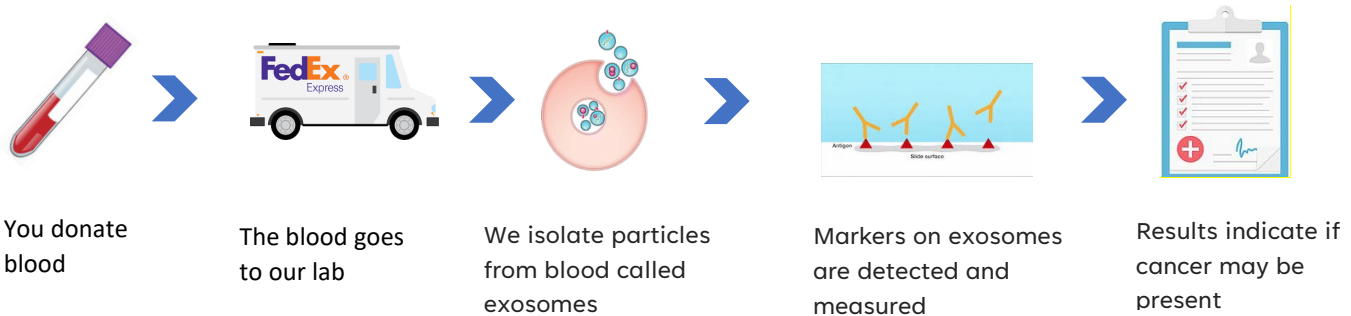 FedEx®
Express
Antigon
Slide surface
You donate
blood
The blood goes
to our lab
We isolate particles
from blood called
exosomes
Markers on exosomes
are detected and
measured
Results indicate if
cancer may be
present